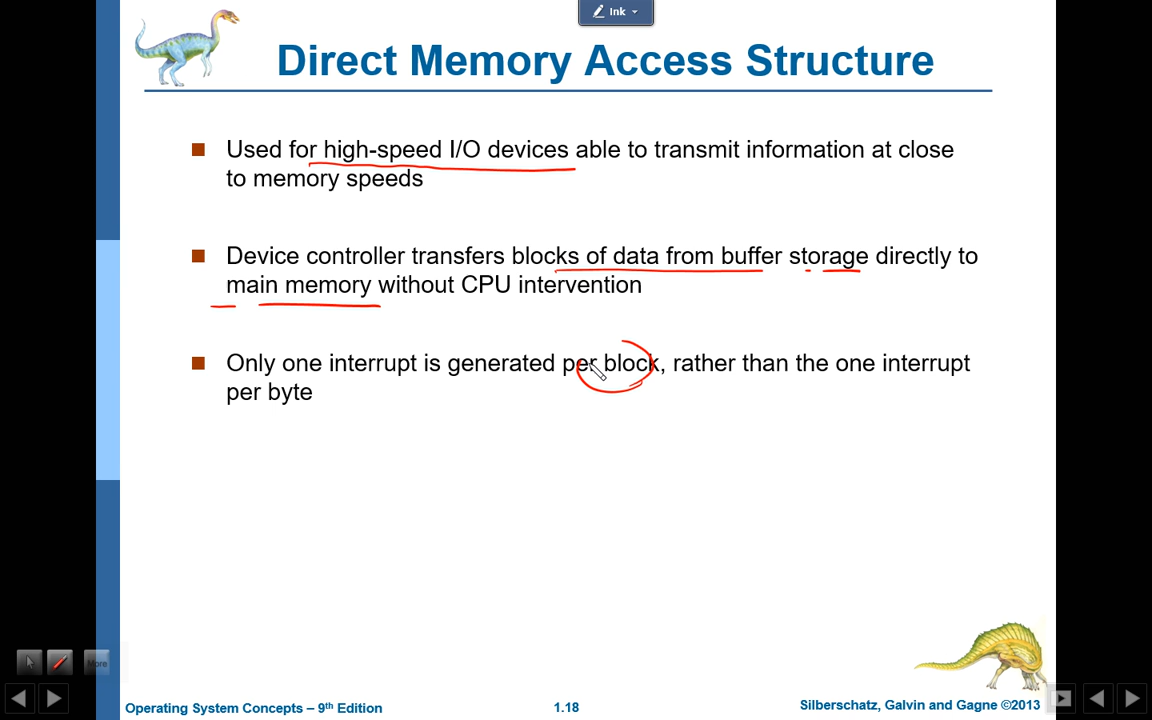 Ink
Direct Memory Access Structure
Used for high-speed I/O devices able to transmit information at close
to memory speeds
Device controller transfers blocks of data from buffer storage directly to
main memory without CPU intervention
Only one interrupt is generated per block, rather than the one interrupt
per byte
More
Operating System Concepts – 9th Edition
1.18
Silberschatz, Galvin and Gagne ©2013